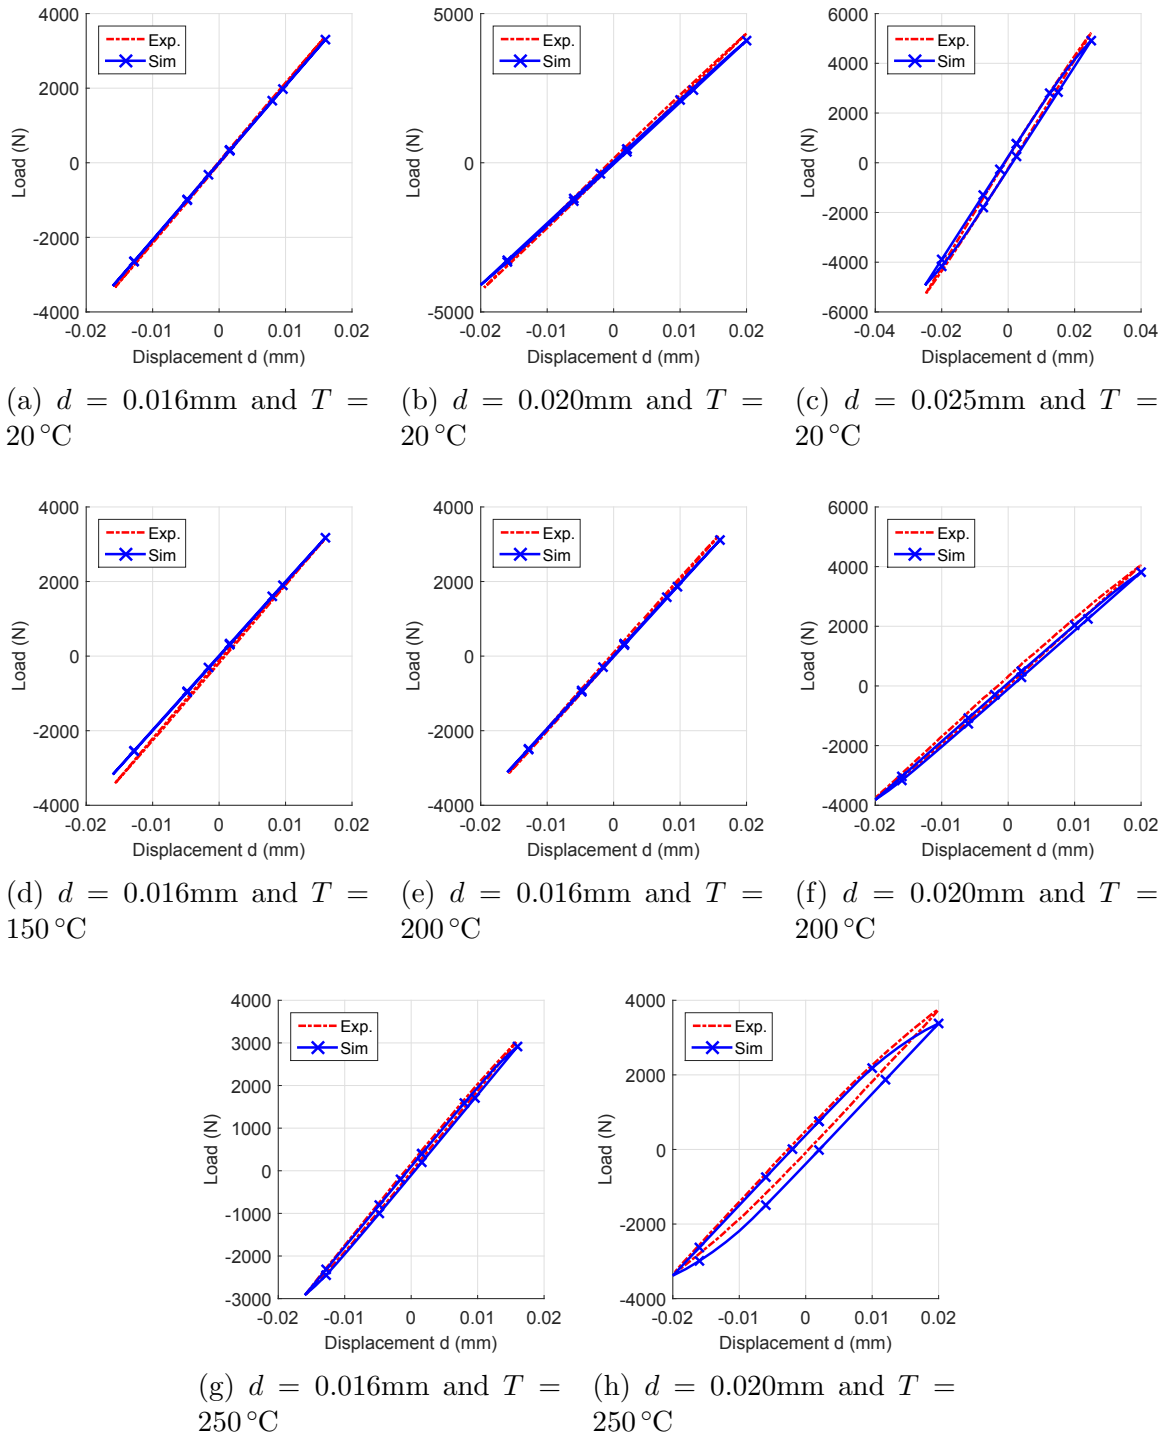 4000
2000
0
-2000
-4000
Load (N)
Exp.
Sim
-0.02 -0.01 0 0.01 0.02
Displacement d (mm)
5000
0
-5000
Load (N)
Exp.
Sim
-0.02 -0.01 0 0.01 0.02
Displacement d (mm)
6000
4000
2000
0
-2000
-4000
-6000
Load (N)
Exp.
Sim
-0.04 -0.02 0 0.02 0.04
Displacement d (mm)
(a) d = 0.016mm and T =
20 °C
(b) d = 0.020mm and T =
20 °C
(c) d = 0.025mm and T =
20 °C
4000
2000
0
-2000
-4000
Load (N)
Exp.
Sim
-0.02 -0.01 0 0.01 0.02
Displacement d (mm)
4000
2000
0
-2000
-4000
Load (N)
Exp.
Sim
-0.02 -0.01 0 0.01 0.02
Displacement d (mm)
6000
4000
2000
0
-2000
-4000
Load (N)
Exp.
Sim
-0.02 -0.01 0 0.01 0.02
Displacement d (mm)
(d) d = 0.016mm and T =
150 °C
(e) d = 0.016mm and T =
200 °C
(f) d = 0.020mm and T =
200 °C
4000
3000
2000
1000
0
-1000
-2000
-3000
Load (N)
Exp.
Sim
-0.02 -0.01 0 0.01 0.02
Displacement d (mm)
4000
2000
0
-2000
-4000
Load (N)
Exp.
Sim
-0.02 -0.01 0 0.01 0.02
Displacement d (mm)
(g) d = 0.016mm and T =
250 °C
(h) d = 0.020mm and T =
250 °C